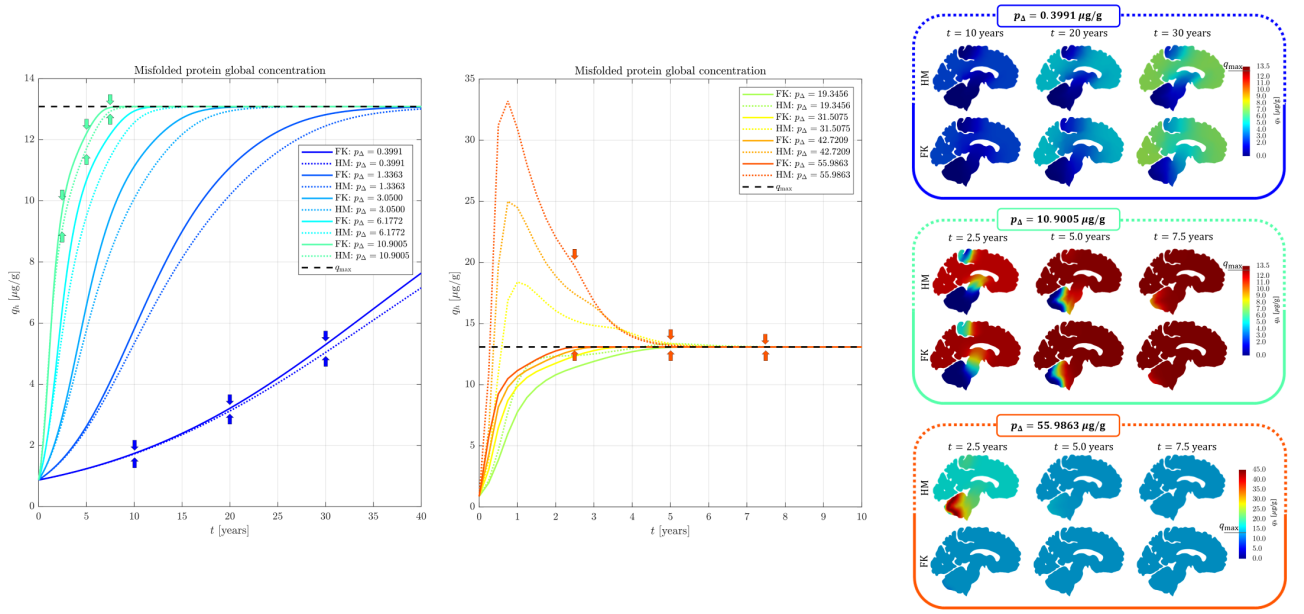 Misfolded protein global concentration
14
12
10
8
6
4
2
0
qₕ [μg/g]
FK: p_Δ = 0.3991
HM: p_Δ = 0.3991
FK: p_Δ = 1.3363
HM: p_Δ = 1.3363
FK: p_Δ = 3.0500
HM: p_Δ = 3.0500
FK: p_Δ = 6.1772
HM: p_Δ = 6.1772
FK: p_Δ = 10.9005
HM: p_Δ = 10.9005
q_max
0 5 10 15 20 25 30 35 40
t [years]
Misfolded protein global concentration
35
30
25
20
15
10
5
0
qₕ [μg/g]
FK: p_Δ = 19.3456
HM: p_Δ = 19.3456
FK: p_Δ = 31.5075
HM: p_Δ = 31.5075
FK: p_Δ = 42.7209
HM: p_Δ = 42.7209
FK: p_Δ = 55.9863
HM: p_Δ = 55.9863
q_max
0 1 2 3 4 5 6 7 8 9 10
t [years]
p_Δ = 0.3991 μg/g
t = 10 years t = 20 years t = 30 years
HM
FK
q_max
13.5
12.0
11.0
10.0
9.0
8.0
7.0
6.0
5.0
4.0
3.0
2.0
0.0
qₕ [μg/g]
p_Δ = 10.9005 μg/g
t = 2.5 years t = 5.0 years t = 7.5 years
HM
FK
q_max
13.5
12.0
11.0
10.0
9.0
8.0
7.0
6.0
5.0
4.0
3.0
2.0
0.0
qₕ [μg/g]
p_Δ = 55.9863 μg/g
t = 2.5 years t = 5.0 years t = 7.5 years
HM
FK
45.0
40.0
35.0
30.0
25.0
20.0
15.0
q_max
10.0
5.0
0.0
qₕ [μg/g]